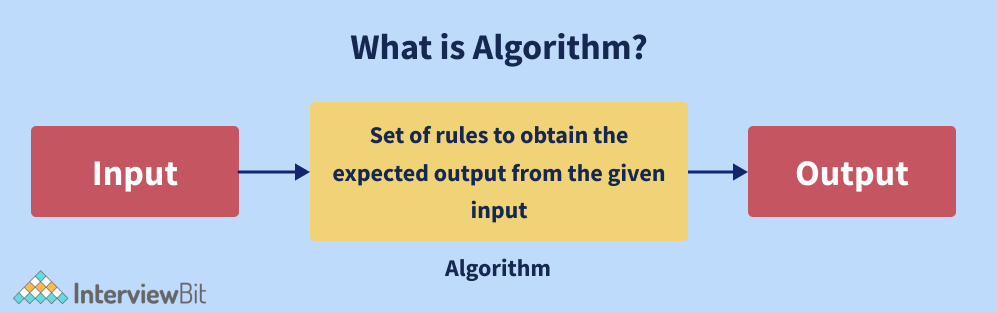 What is Algorithm?
Input
Set of rules to obtain the
expected output from the given
input
Output
Algorithm
InterviewBit